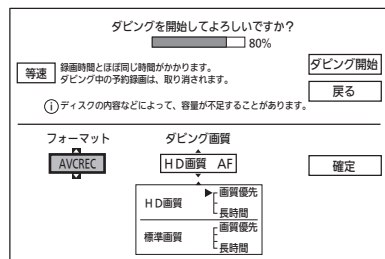 ダビングを開始してよろしいですか?
80%
等速
録画時間とほぼ同じ時間がかかります。
ダビング中の予約録画は、取り消されます。
ダビング開始
戻る
ⓘディスクの内容などによって、容量が不足することがあります。
フォーマット
ダビング画質
AVCREC
HD画質 AF
確定
HD画質
画質優先
長時間
標準画質
画質優先
長時間